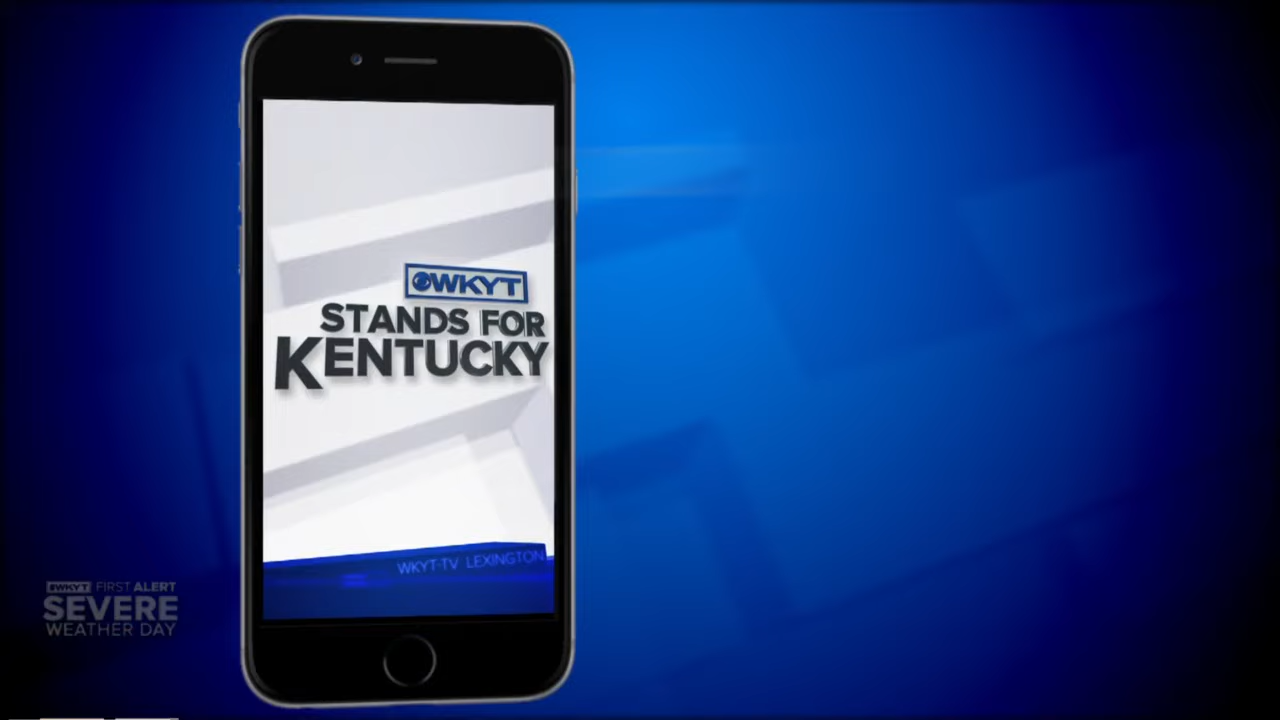 WKYT
STANDS FOR
KENTUCKY
WKYT-TV LEXINGTON
WKYT FIRST ALERT
SEVERE
WEATHER DAY